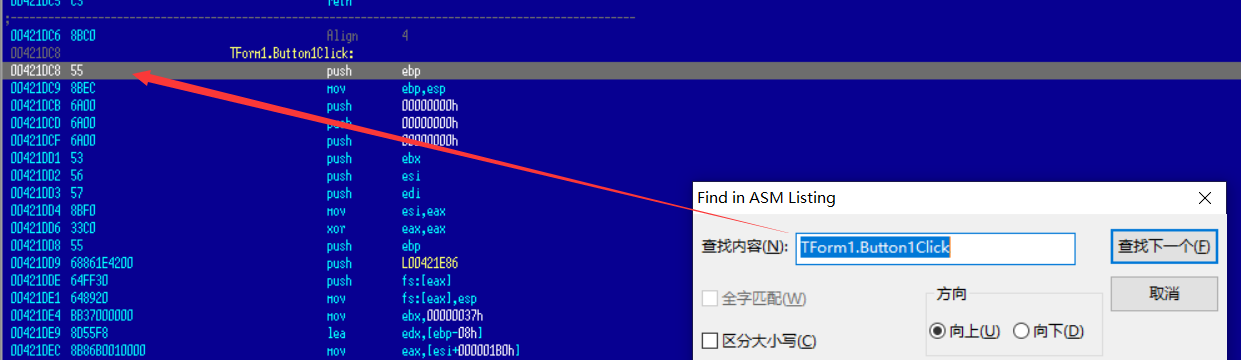 00421DC5 C3 retn
;------------------------------------------------------------------------------
00421DC6 8BC0 Align 4
00421DC8 TForm1.Button1Click:
00421DC8 55 push ebp
00421DC9 8BEC mov ebp,esp
00421DCB 6A00 push 00000000h
00421DCD 6A00 push 00000000h
00421DCF 6A00 push 00000000h
00421DD1 53 push ebx
00421DD2 56 push esi
00421DD3 57 push edi
00421DD4 8BF0 mov esi,eax
00421DD6 33C0 xor eax,eax
00421DD8 55 push ebp
00421DD9 68861E4200 push L00421E86
00421DDE 64FF30 push fs:[eax]
00421DE1 648920 mov fs:[eax],esp
00421DE4 BB37000000 mov ebx,00000037h
00421DE9 8D55F8 lea edx,[ebp-08h]
00421DEC 8B86B0010000 mov eax,[esi+000001B0h]
Find in ASM Listing
查找内容(N): TForm1.Button1Click 查找下一个(F)
全字匹配(W) 方向 取消
区分大小写(C) 向上(U) 向下(D)